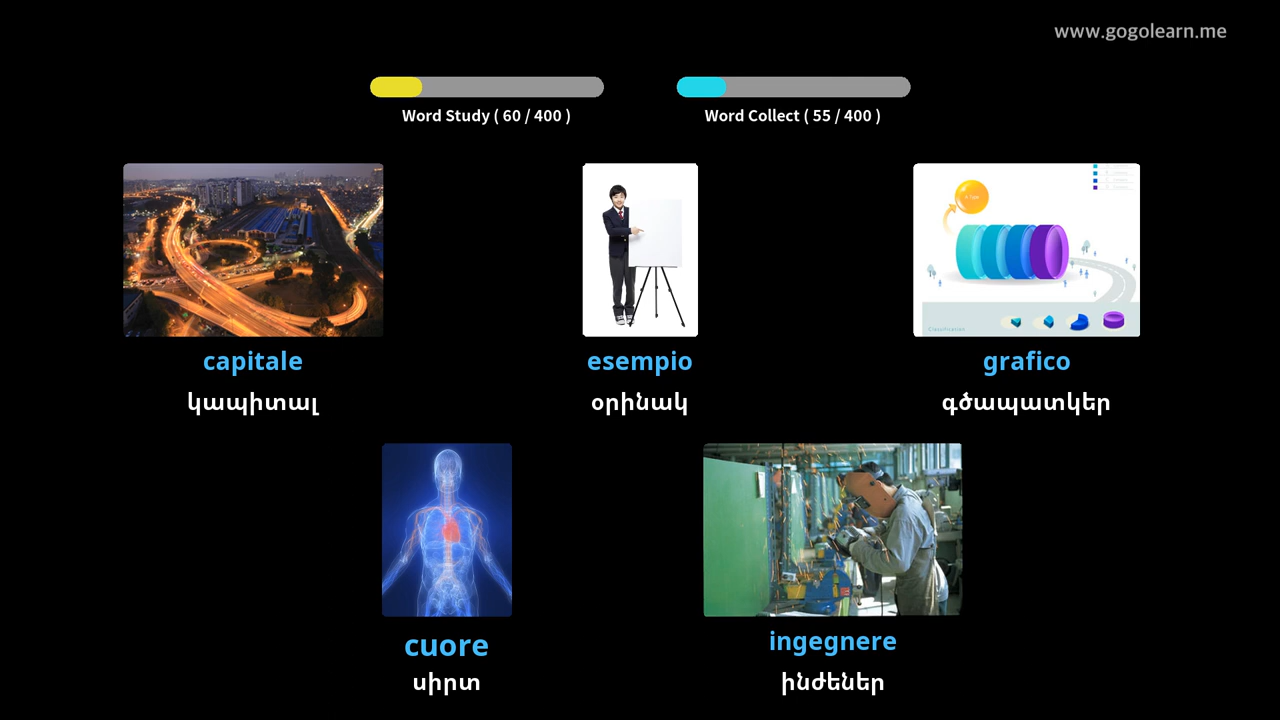 www.gogolearn.me
Word Study ( 60 / 400 )
Word Collect ( 55 / 400 )
capitale
esempio
grafico
կապիտալ
օրինակ
գծապատկեր
Classification
cuore
ingegnere
սիրտ
ինժեներ